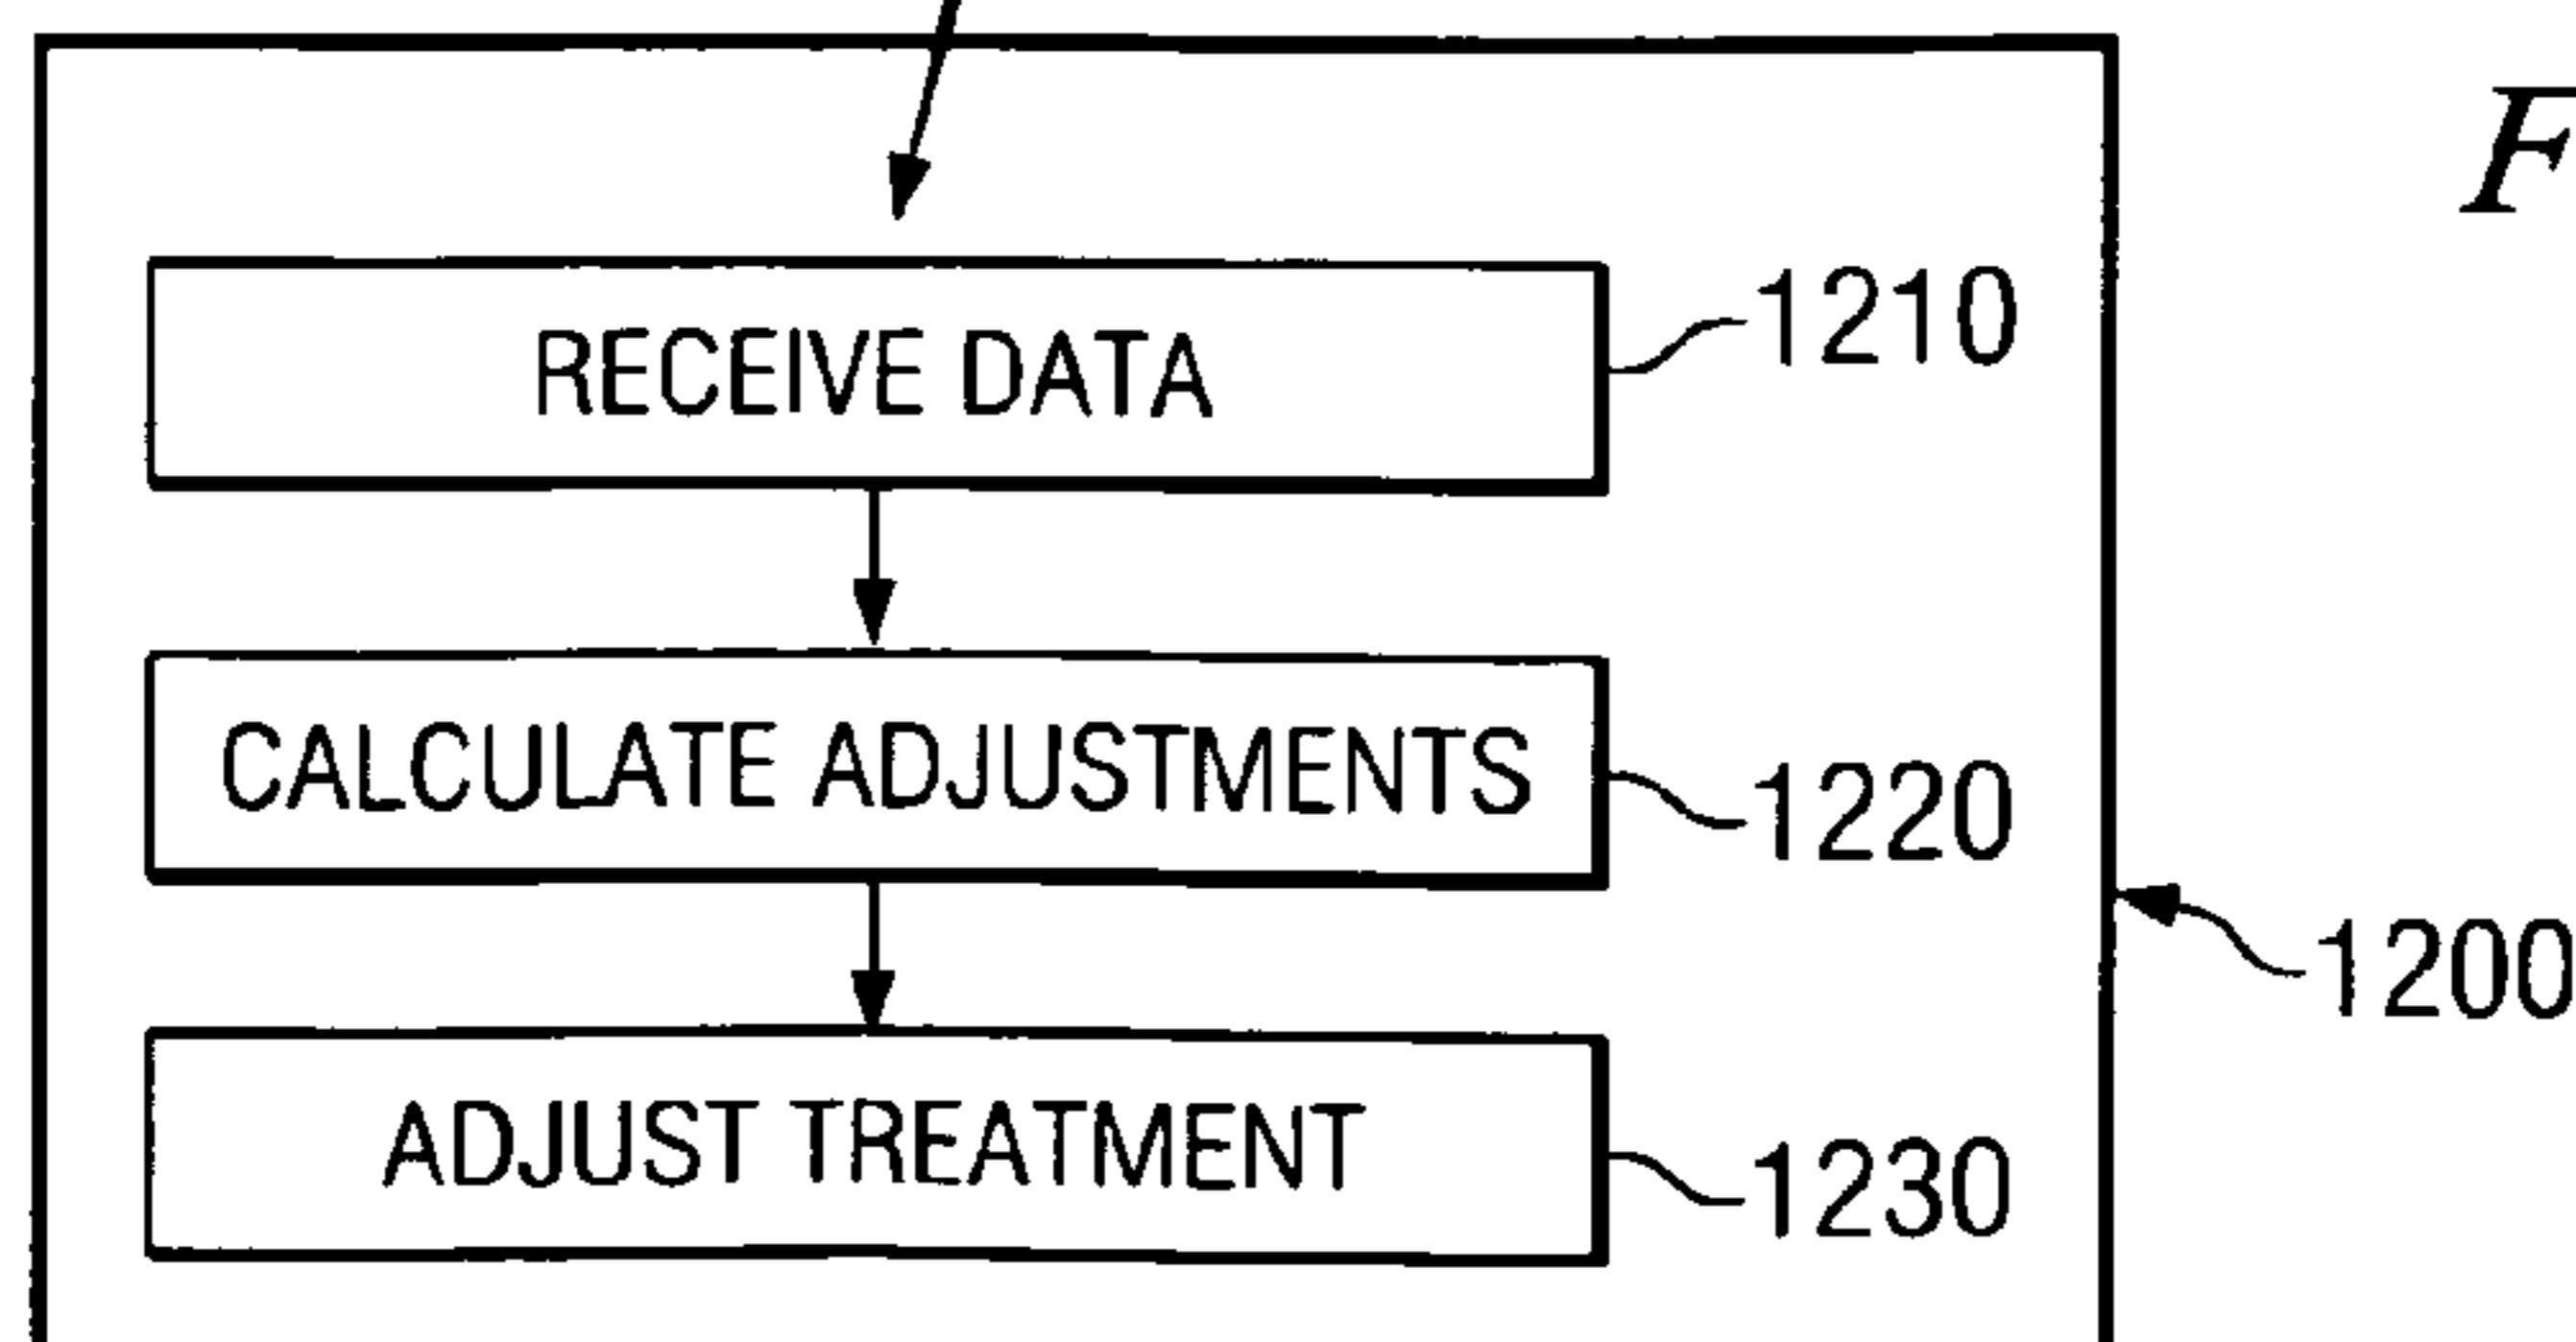 F
RECEIVE DATA
1210
CALCULATE ADJUSTMENTS
1220
1200
ADJUST TREATMENT
1230